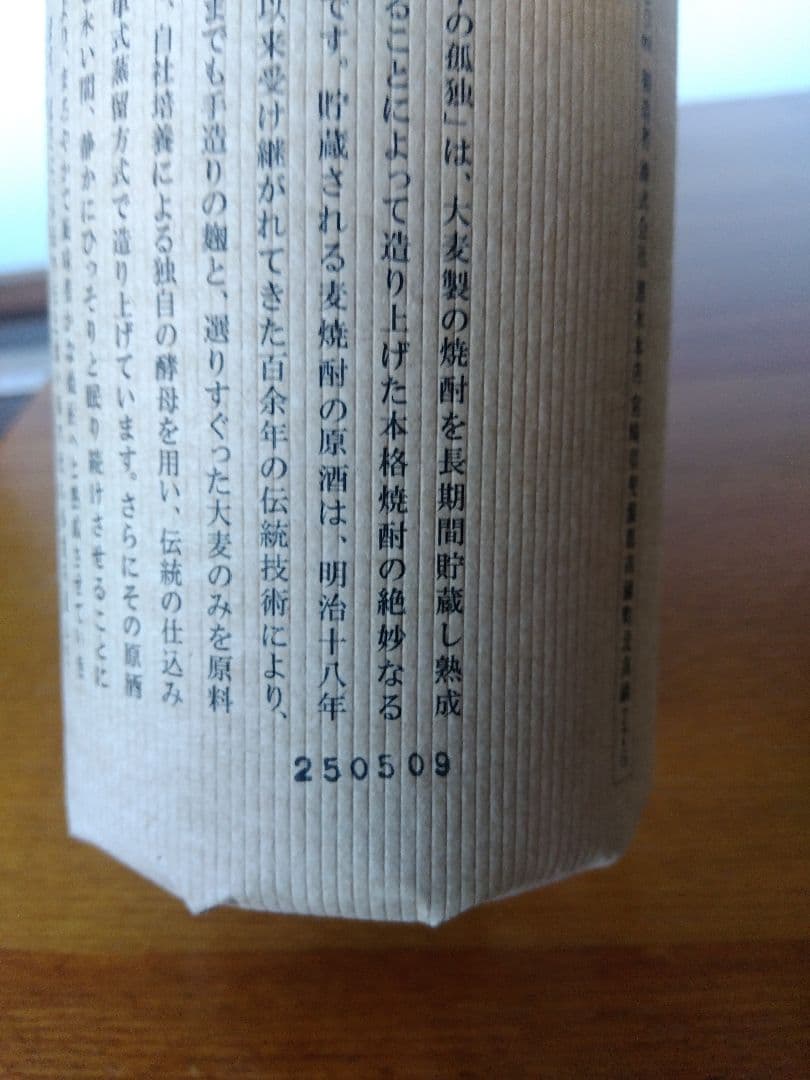 の孤独」は、大麦製の焼酎を長期間貯蔵し熟成
ることによって造り上げた本格焼酎の絶妙なる
です。貯蔵される麦焼酎の原酒は、明治十八年
以来受け継がれてきた百余年の伝統技術により、
までも手造りの麹と、選りすぐった大麦のみを原料
、自社培養による独自の酵母を用い、伝統の仕込み
単式蒸留方式で造り上げています。さらにその原酒
永い間、静かにひっそりと眠り続けさせることに
250509